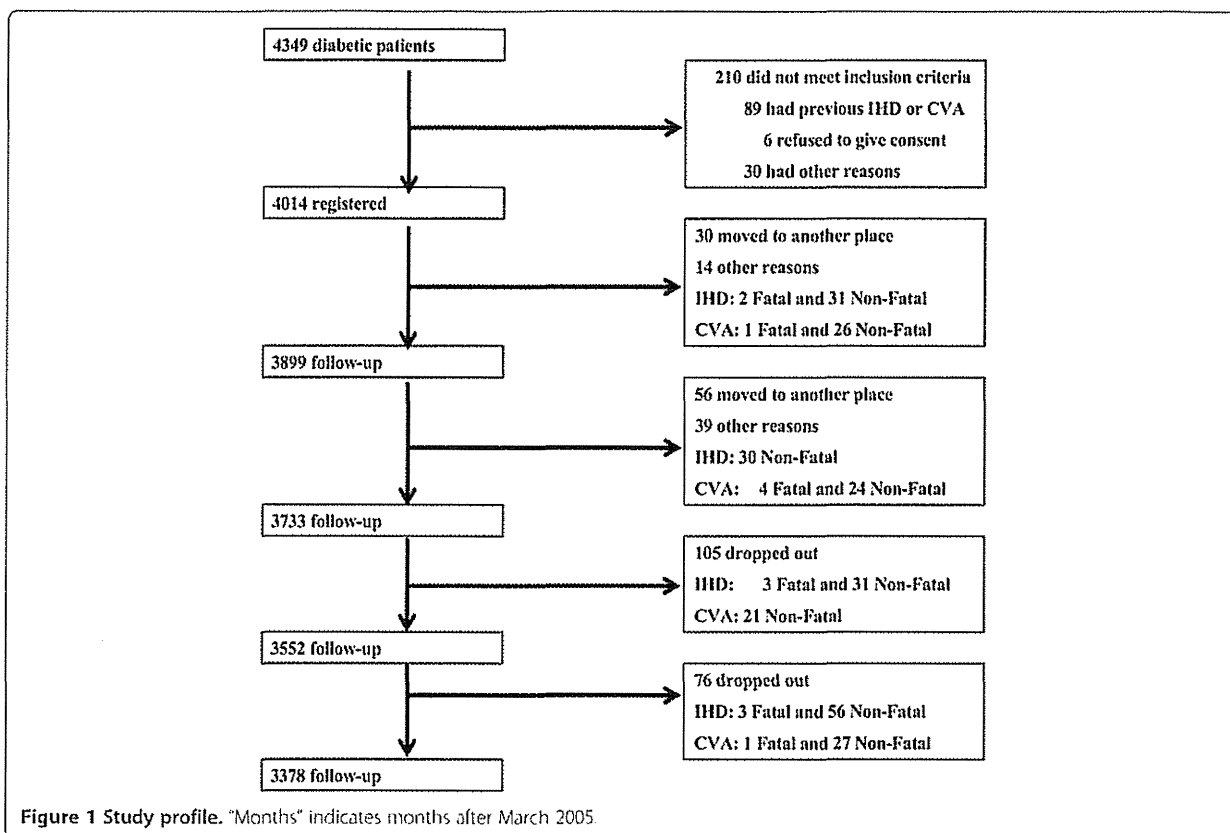 4349 diabetic patients
210 did not meet inclusion criteria
89 had previous IHD or CVA
6 refused to give consent
30 had other reasons
4014 registered
30 moved to another place
14 other reasons
IHD: 2 Fatal and 31 Non-Fatal
CVA: 1 Fatal and 26 Non-Fatal
3899 follow-up
56 moved to another place
39 other reasons
IHD: 30 Non-Fatal
CVA: 4 Fatal and 24 Non-Fatal
3733 follow-up
105 dropped out
IHD: 3 Fatal and 31 Non-Fatal
CVA: 21 Non-Fatal
3552 follow-up
76 dropped out
IHD: 3 Fatal and 56 Non-Fatal
CVA: 1 Fatal and 27 Non-Fatal
3378 follow-up
Figure 1 Study profile. "Months" indicates months after March 2005.